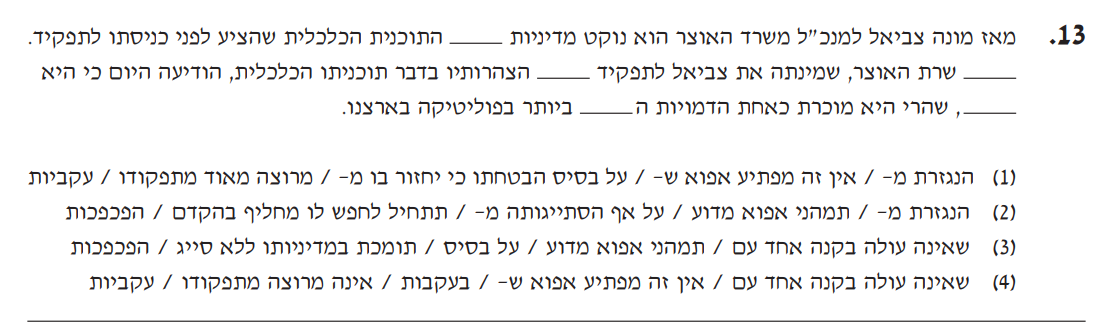 13. מאז מונה צביאל למנכ"ל משרד האוצר הוא נוקט מדיניות _____ התוכנית הכלכלית שהציע לפני כניסתו לתפקיד.
_____ שרת האוצר, שמינתה את צביאל לתפקיד _____ הצהרותיו בדבר תוכניתו הכלכלית, הודיעה היום כי היא
_____, שהרי היא מוכרת כאחת הדמויות ה_____ ביותר בפוליטיקה בארצנו.
(1) הנגזרת מ- / אין זה מפתיע אפוא ש- / על בסיס הבטחתו כי יחזור בו מ- / מרוצה מאוד מתפקודו / עקביות
(2) הנגזרת מ- / תמהני אפוא מדוע / על אף הסתייגותה מ- / תתחיל לחפש לו מחליף בהקדם / הפכפכות
(3) שאינה עולה בקנה אחד עם / תמהני אפוא מדוע / על בסיס / תומכת במדיניותו ללא סייג / הפכפכות
(4) שאינה עולה בקנה אחד עם / אין זה מפתיע אפוא ש- / בעקבות / אינה מרוצה מתפקודו / עקביות